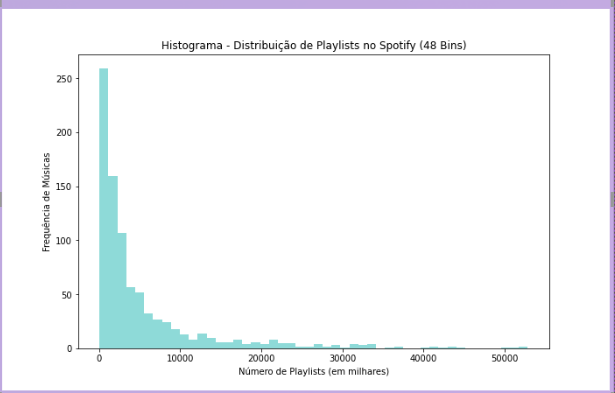 Histograma - Distribuição de Playlists no Spotify (48 Bins)
Frequência de Músicas
250
200
150
100
50
0
0 10000 20000 30000 40000 50000
Número de Playlists (em milhares)